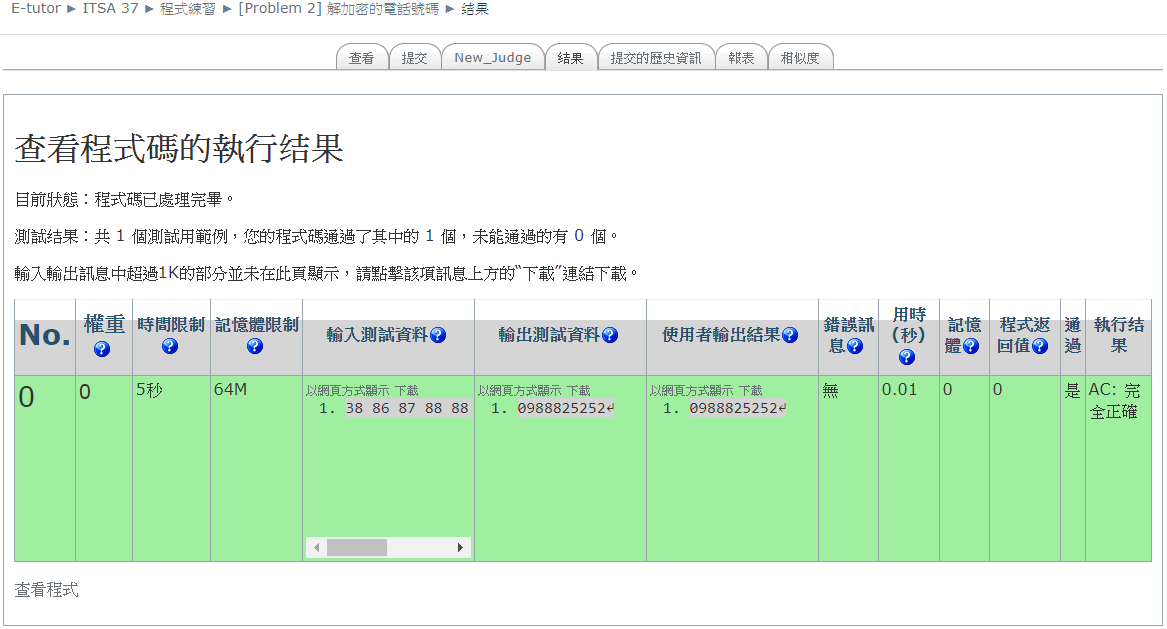 E-tutor ► ITSA 37 ► 程式練習 ► [Problem 2] 解加密的電話號碼 ► 结果
查看 提交 New_Judge 结果 提交的歷史資訊 報表 相似度
查看程式碼的執行结果
目前狀態：程式碼已處理完畢。
測試结果：共 1 個測試用範例，您的程式碼通過了其中的 1 個，未能通過的有 0 個。
輸入輸出訊息中超過1K的部分並未在此頁顯示，請點擊該項訊息上方的“下載”連结下載。
No. 權重 時間限制 記憶體限制 輸入測試資料 輸出測試資料 使用者輸出結果 錯誤訊息 用時(秒) 記憶體 程式返回值 通過 執行结果
0 0 5秒 64M 以網頁方式顯示 下載 以網頁方式顯示 下載 以網頁方式顯示 下載 無 0.01 0 0 是 AC: 完全正確
1. 38 86 87 88 88 1. 0988825252↵ 1. 0988825252↵
查看程式